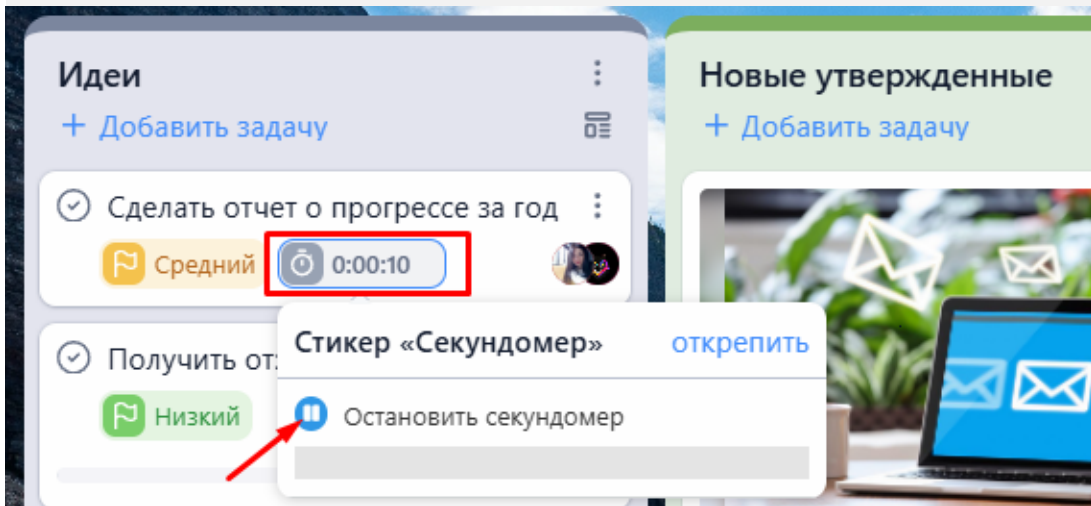 Идеи
+ Добавить задачу
Сделать отчет о прогрессе за год
Средний
0:00:10
Получить от
Низкий
Стикер «Секундомер»
открепить
Остановить секундомер
Новые утвержденные
+ Добавить задачу